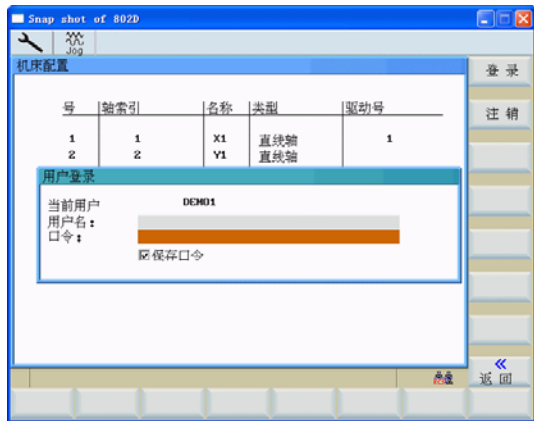 Snap shot of 802D
Jog
机床配置
登 录
号 轴索引 名称 类型 驱动号
注 销
1 1 X1 直线轴 1
2 2 Y1 直线轴
用户登录
当前用户 DEMO1
用户名：
口令：
保存口令
《
返 回